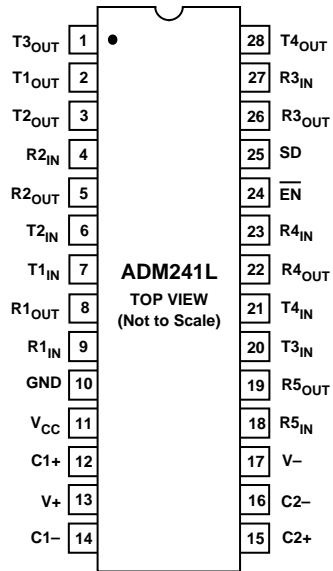 T3OUT 1 28 T4OUT
T1OUT 2 27 R3IN
T2OUT 3 26 R3OUT
R2IN 4 25 SD
R2OUT 5 24 E̅N̅
T2IN 6 23 R4IN
T1IN 7 22 R4OUT
R1OUT 8 21 T4IN
R1IN 9 20 T3IN
GND 10 19 R5OUT
VCC 11 18 R5IN
C1+ 12 17 V–
V+ 13 16 C2–
C1– 14 15 C2+
ADM241L
TOP VIEW
(Not to Scale)